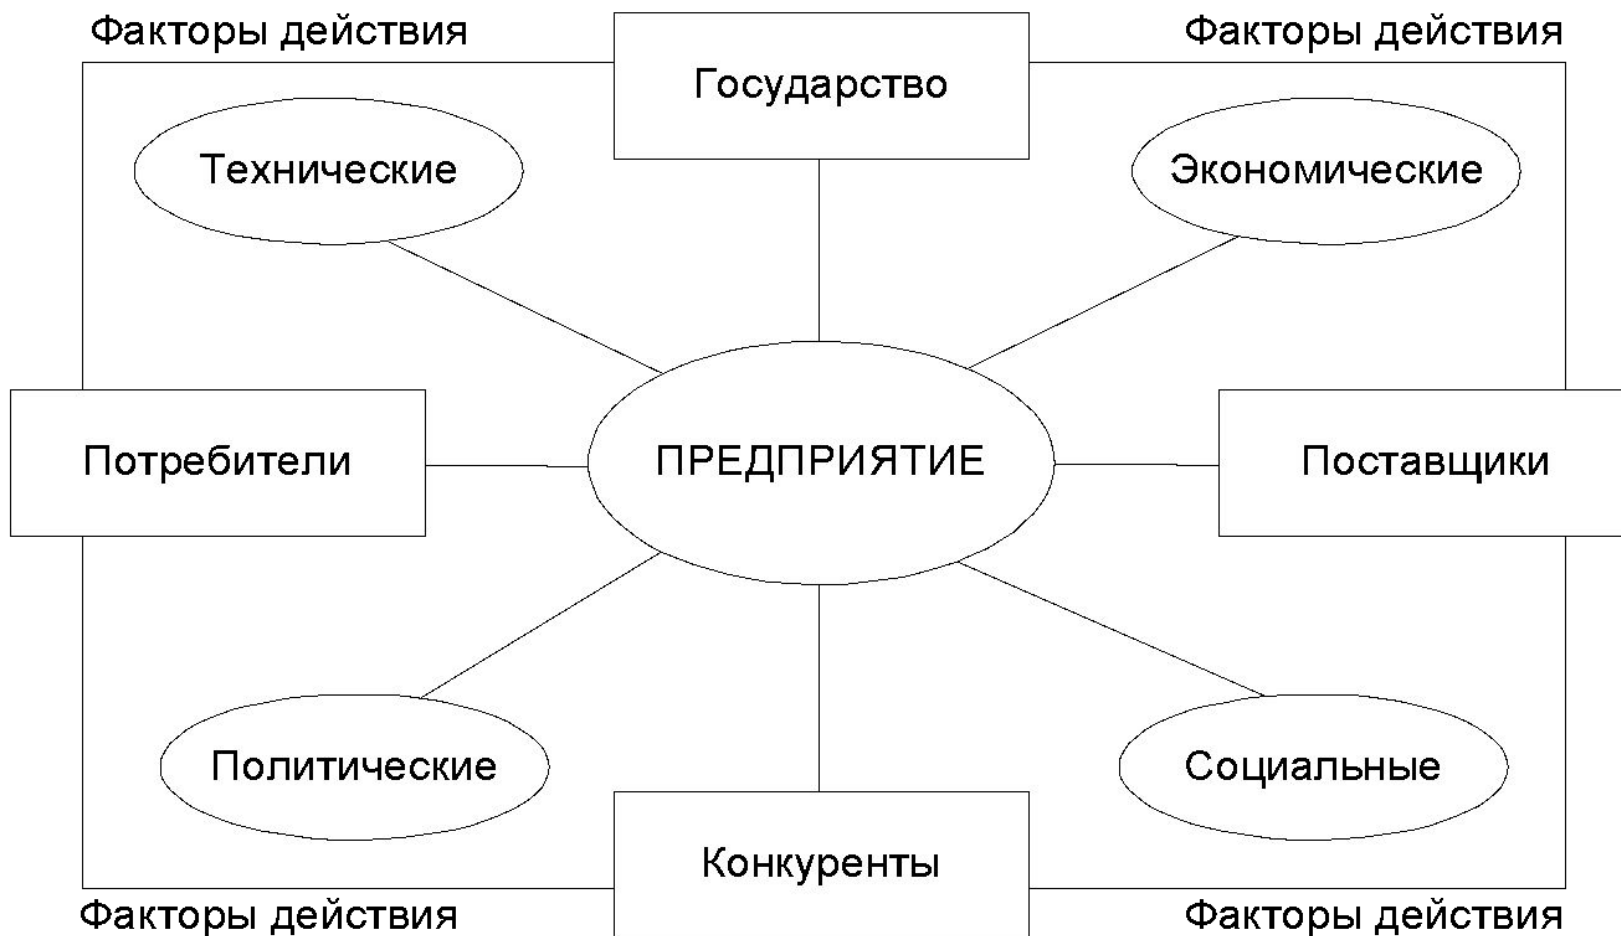 Факторы действия
Факторы действия
Государство
Технические
Экономические
Потребители
ПРЕДПРИЯТИЕ
Поставщики
Политические
Социальные
Конкуренты
Факторы действия
Факторы действия